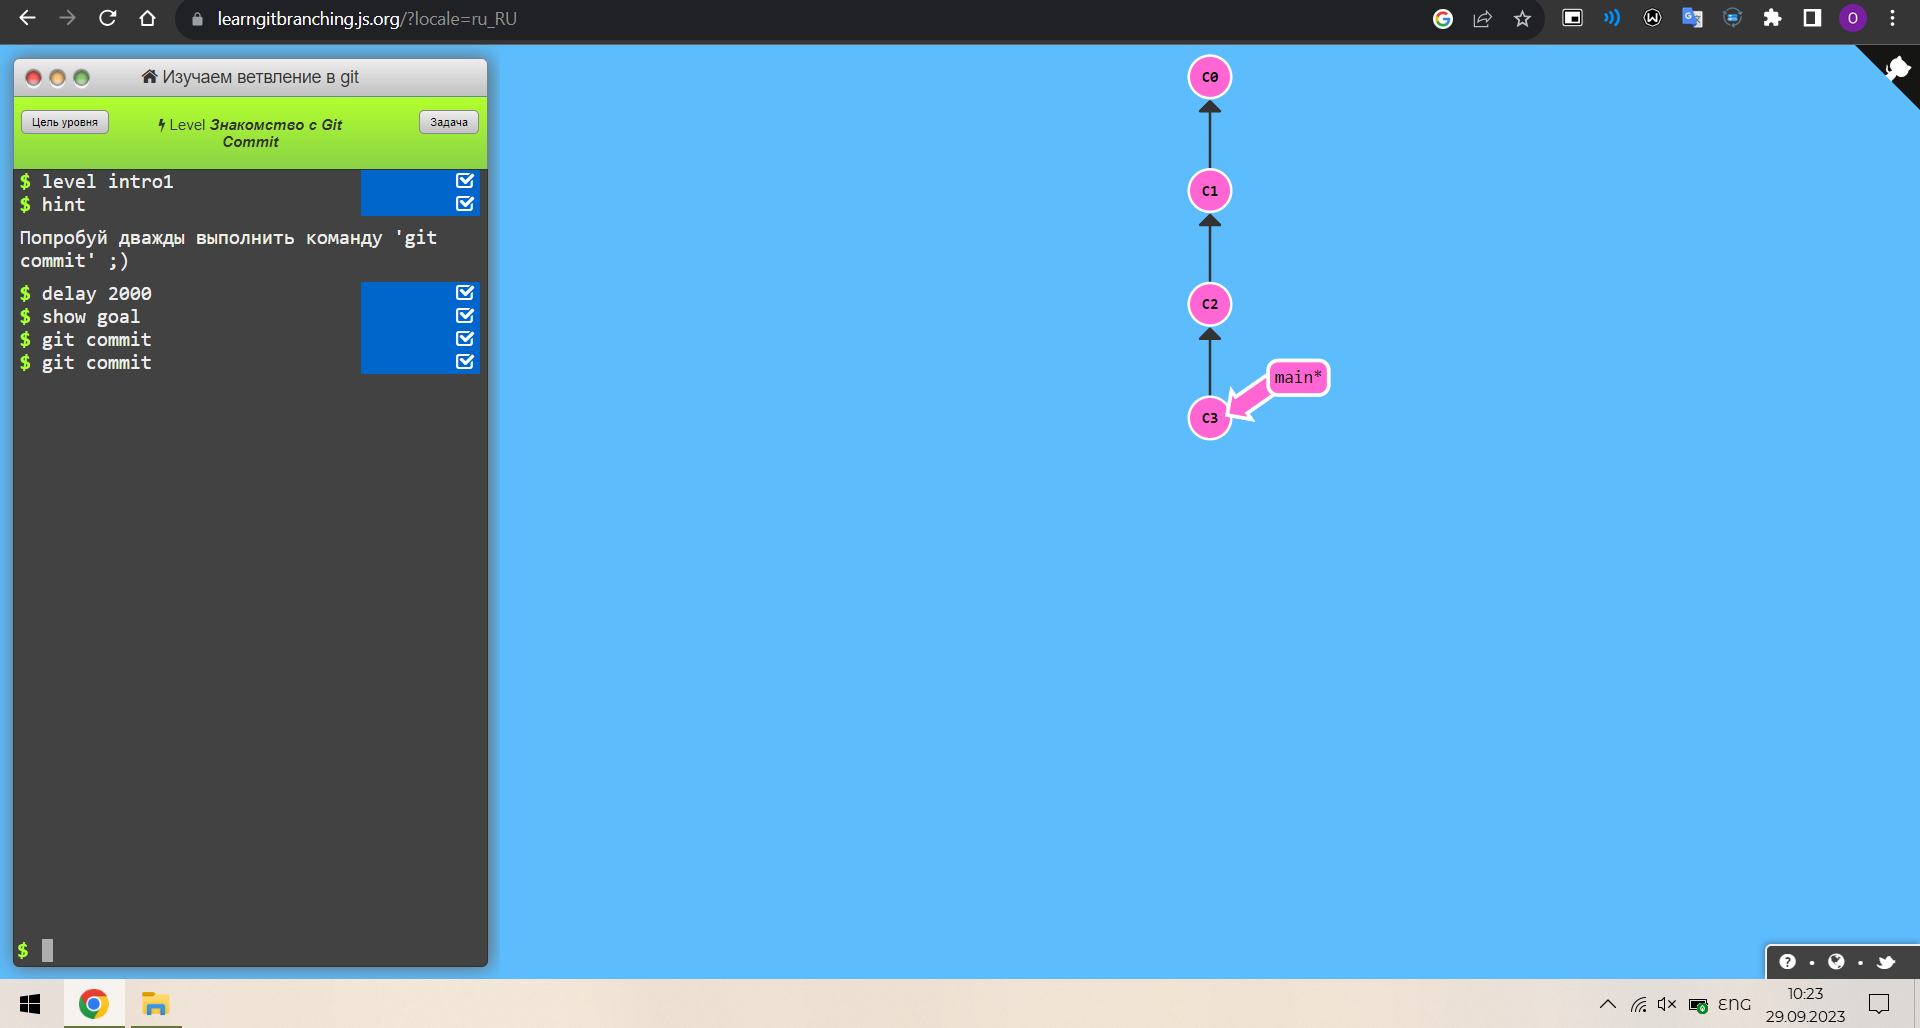 learngitbranching.js.org/?locale=ru_RU
O
Изучаем ветвление в git
Цель уровня
Level Знакомство с Git
Commit
Задача
$ level intro1
$ hint
Попробуй дважды выполнить команду 'git
commit' ;)
$ delay 2000
$ show goal
$ git commit
$ git commit
$
C0
C1
C2
main*
C3
ENG
10:23
29.09.2023